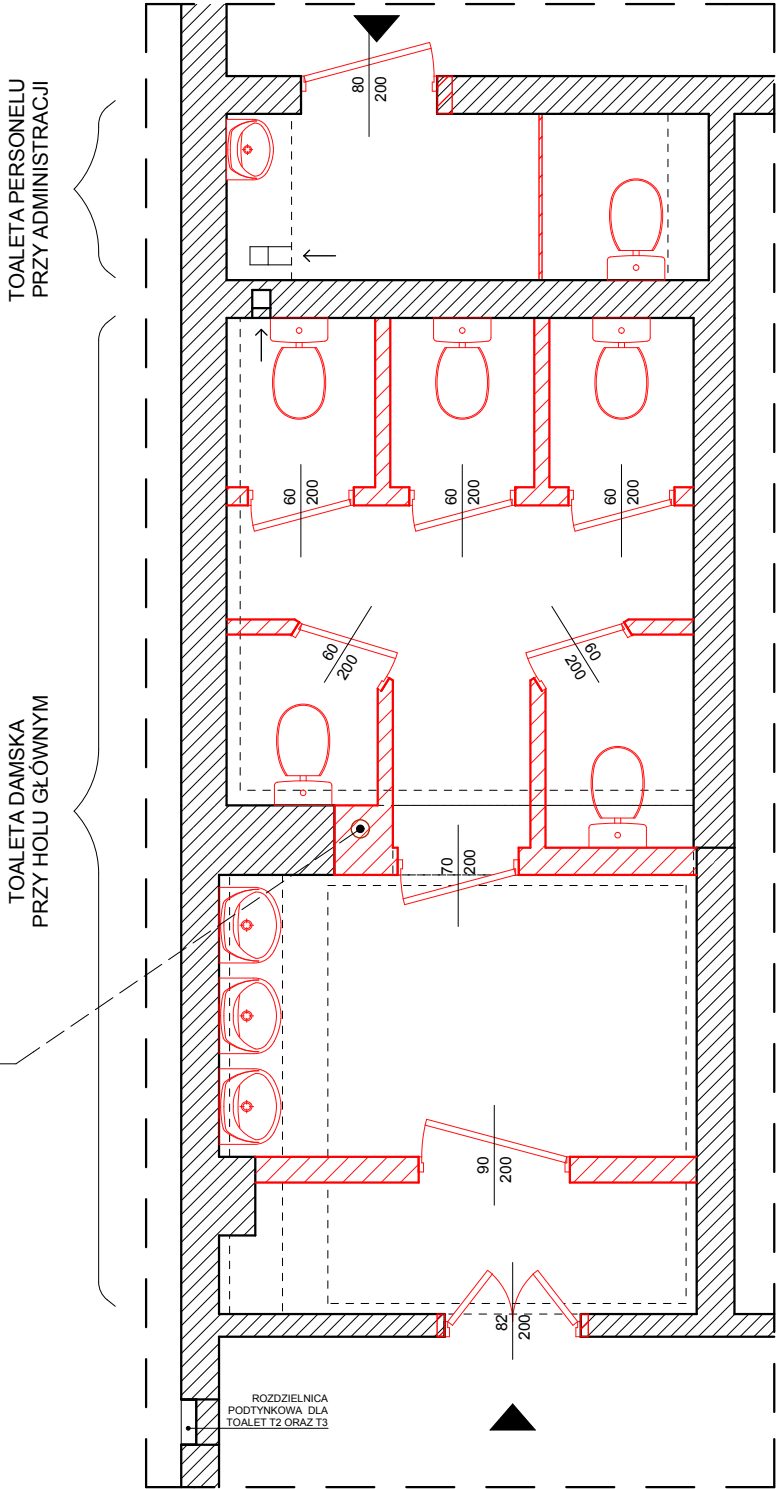 TOALETA PERSONELU
PRZY ADMINISTRACJI
TOALETA DAMSKA
PRZY HOLU GŁÓWNYM
80
200
60
200
60
200
60
200
60
200
60
200
70
200
90
200
82
200
ROZDZIELNICA
PODTYNKOWA DLA
TOALET T2 ORAZ T3